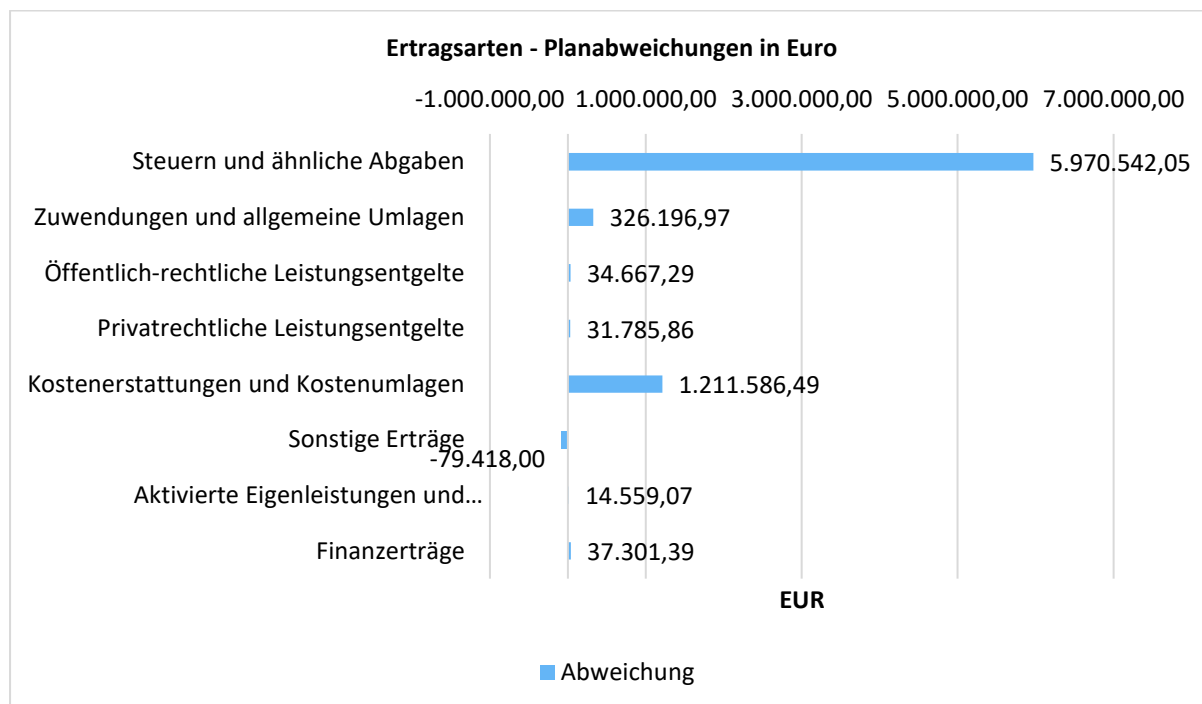 Ertragsarten - Planabweichungen in Euro
-1.000.000,00 1.000.000,00 3.000.000,00 5.000.000,00 7.000.000,00
Steuern und ähnliche Abgaben 5.970.542,05
Zuwendungen und allgemeine Umlagen 326.196,97
Öffentlich-rechtliche Leistungsentgelte 34.667,29
Privatrechtliche Leistungsentgelte 31.785,86
Kostenerstattungen und Kostenumlagen 1.211.586,49
Sonstige Erträge
-79.418,00
Aktivierte Eigenleistungen und... 14.559,07
Finanzerträge 37.301,39
EUR
Abweichung